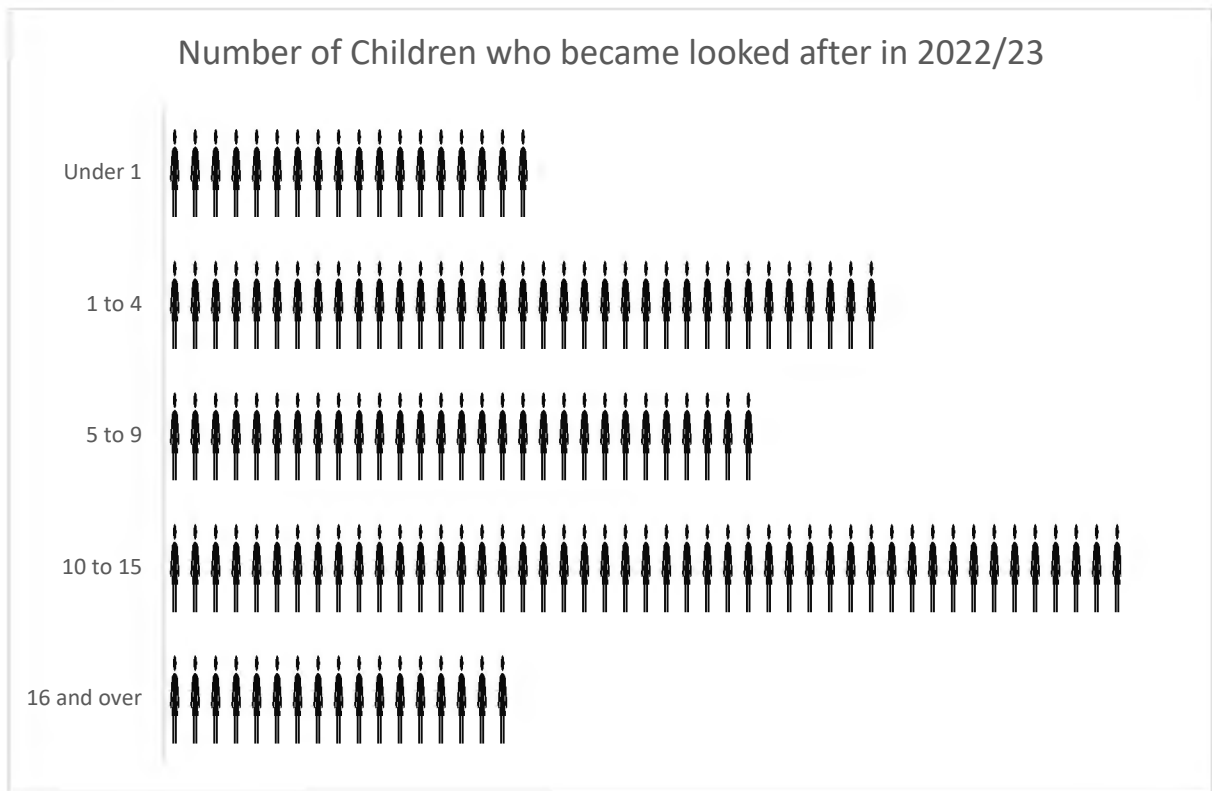 Number of Children who became looked after in 2022/23
Under 1
1 to 4
5 to 9
10 to 15
16 and over